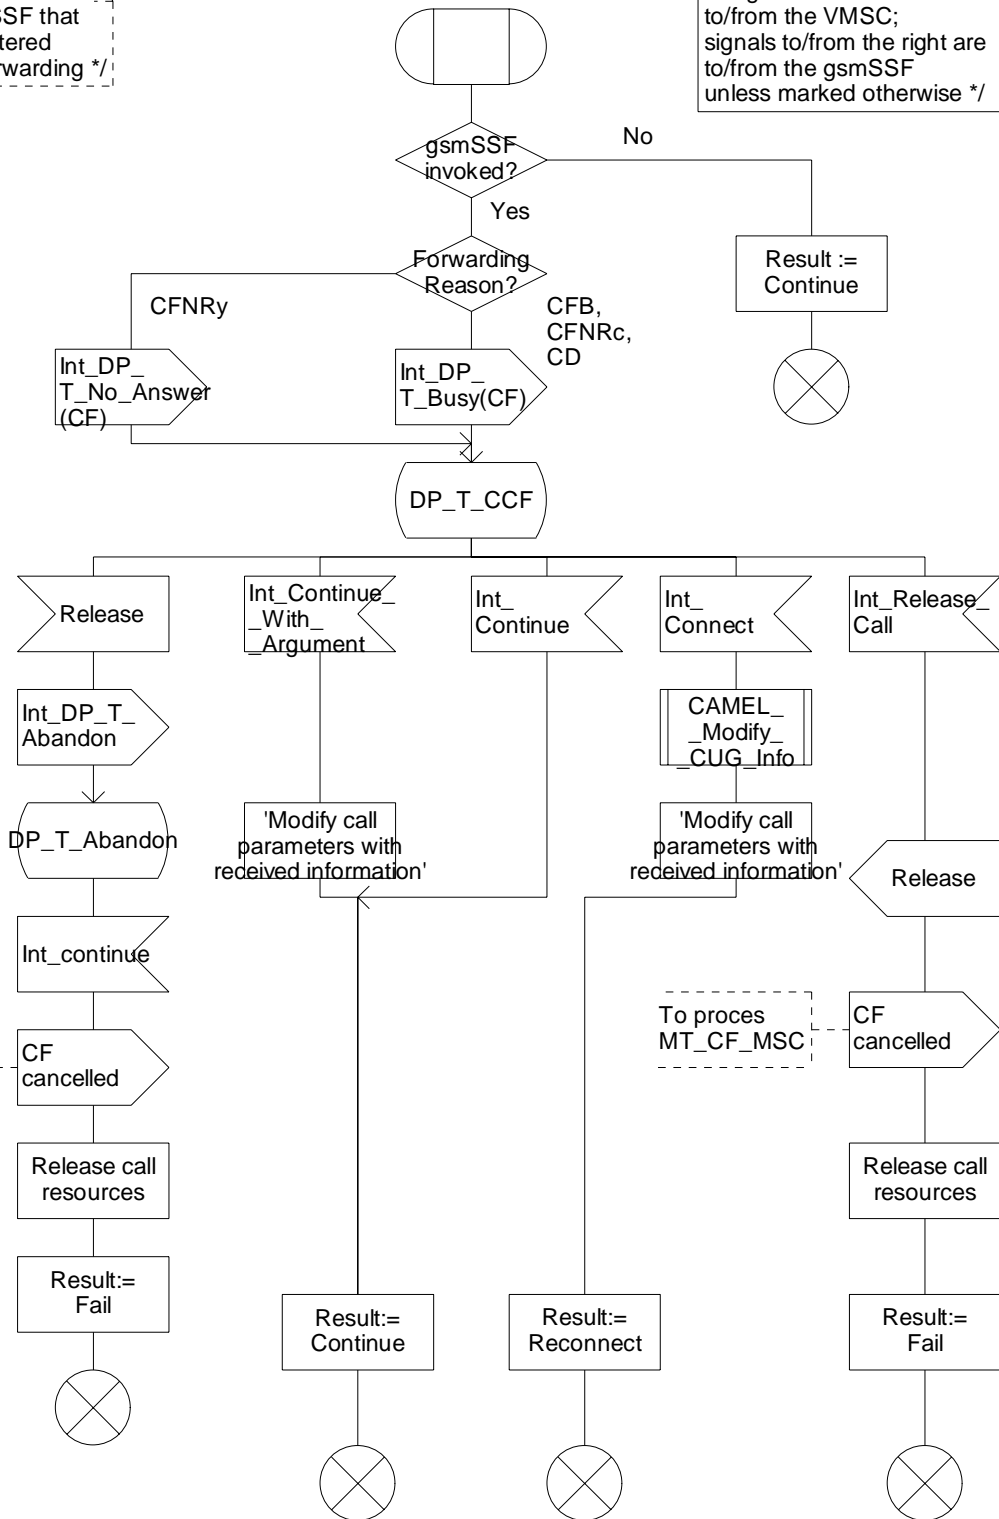 SSF that
tered
rwarding */
to/from the VMSC;
signals to/from the right are
to/from the gsmSSF
unless marked otherwise */
gsmSSF
invoked?
No
Yes
Forwarding
Reason?
Result :=
Continue
CFNRy
CFB,
CFNRc,
CD
Int_DP_
T_No_Answer
(CF)
Int_DP_
T_Busy(CF)
DP_T_CCF
Release
Int_Continue_
_With_
_Argument
Int_
Continue
Int_
Connect
Int_Release_
Call
Int_DP_T_
Abandon
CAMEL_
_Modify_
_CUG_Info
DP_T_Abandon
'Modify call
parameters with
received information'
'Modify call
parameters with
received information'
Release
Int_continue
To proces
MT_CF_MSC
CF
cancelled
CF
cancelled
Release call
resources
Release call
resources
Result:=
Fail
Result:=
Continue
Result:=
Reconnect
Result:=
Fail